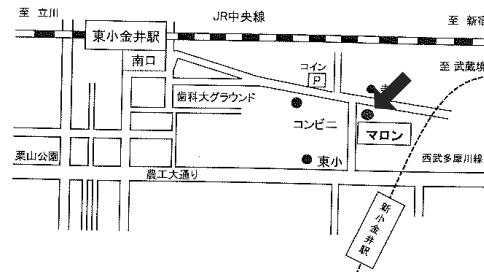 至 立川
JR中央線
至 新宿
東小金井駅
南口
コイン
P
至 武蔵境
歯科大グラウンド
コンビニ
マロン
栗山公園
東小
西武多摩川線
農工大通り
新小金井駅